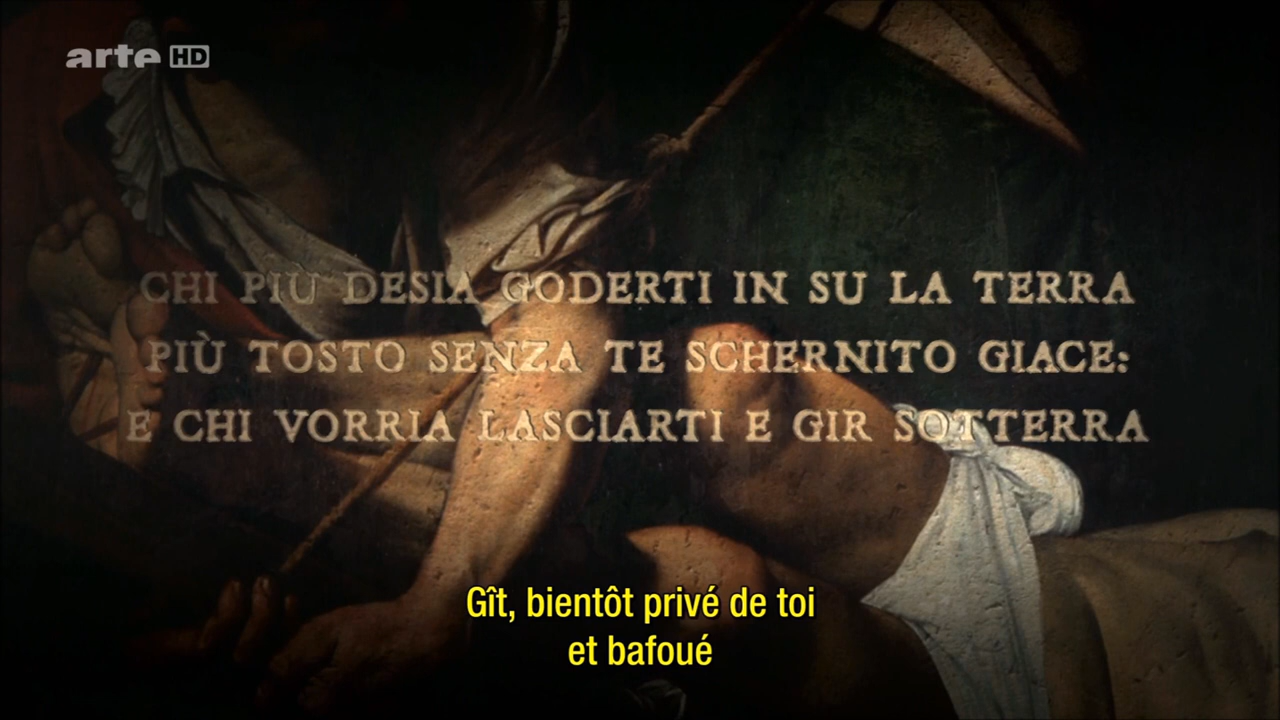 arte HD
CHI PIÙ DESIA GODERTI IN SU LA TERRA
PIÙ TOSTO SENZA TE SCHERNITO GIACE:
E CHI VORRIA LASCIARTI E GIR SOTTERRA
Gît, bientôt privé de toi
et bafoué